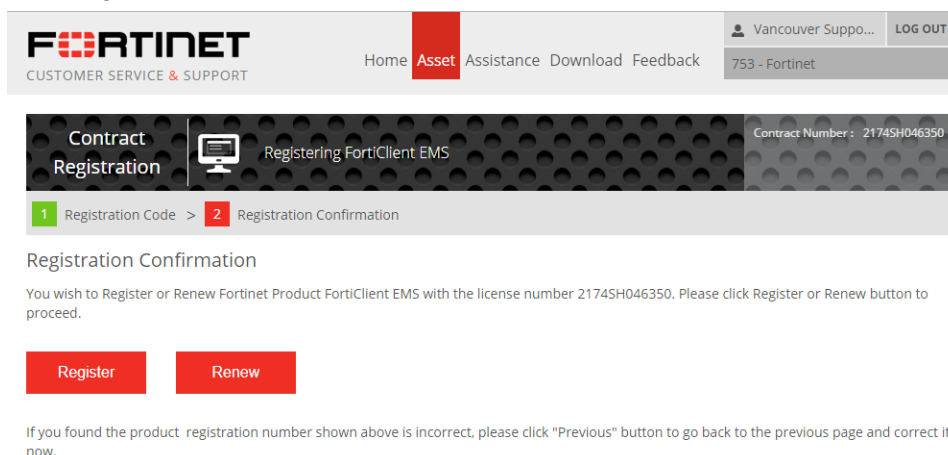 FORTINET
CUSTOMER SERVICE & SUPPORT
Home Asset Assistance Download Feedback
Vancouver Suppo... LOG OUT
753 - Fortinet
Contract Registration
Registering FortiClient EMS
Contract Number : 2174SH046350
1 Registration Code > 2 Registration Confirmation
Registration Confirmation
You wish to Register or Renew Fortinet Product FortiClient EMS with the license number 2174SH046350. Please click Register or Renew button to
proceed.
Register Renew
If you found the product registration number shown above is incorrect, please click "Previous" button to go back to the previous page and correct it
now.